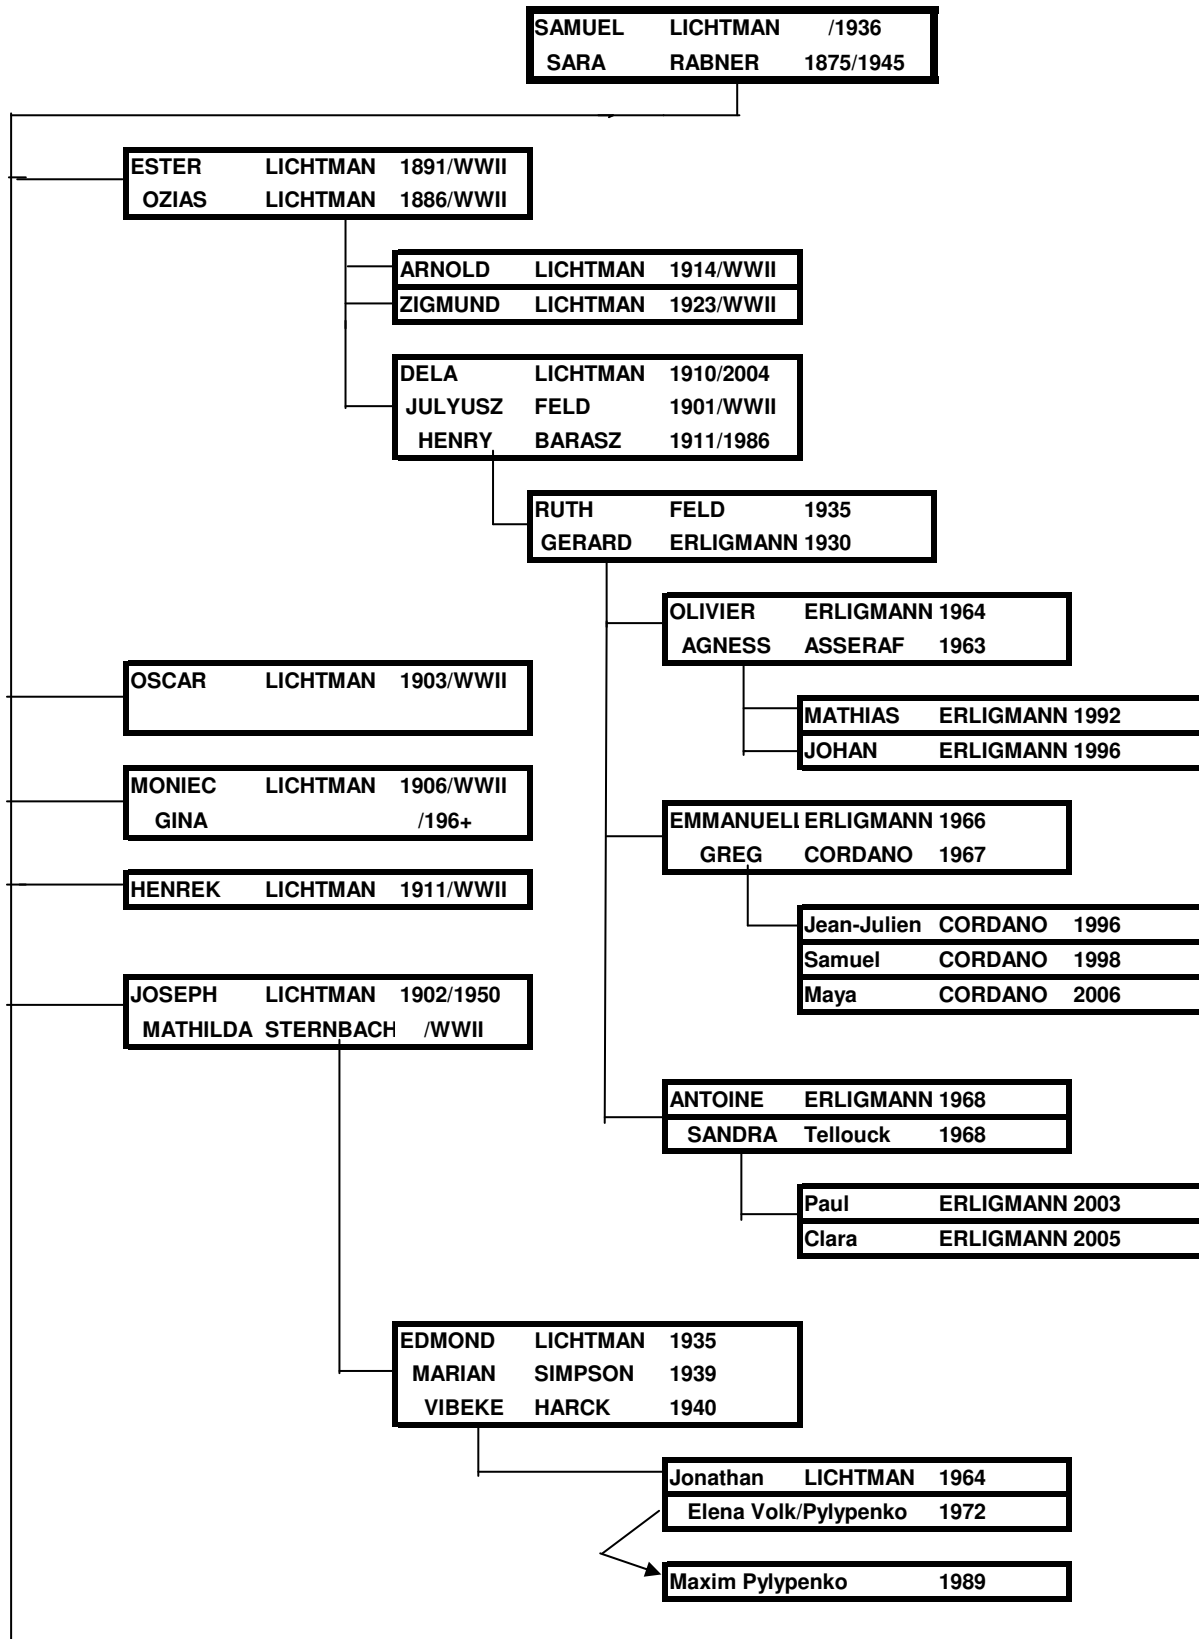 SAMUEL LICHTMAN /1936
SARA RABNER 1875/1945
ESTER LICHTMAN 1891/WWII
OZIAS LICHTMAN 1886/WWII
ARNOLD LICHTMAN 1914/WWII
ZIGMUND LICHTMAN 1923/WWII
DELA LICHTMAN 1910/2004
JULYUSZ FELD 1901/WWII
HENRY BARASZ 1911/1986
RUTH FELD 1935
GERARD ERLIGMANN 1930
OLIVIER ERLIGMANN 1964
AGNESS ASSERAF 1963
OSCAR LICHTMAN 1903/WWII
MATHIAS ERLIGMANN 1992
JOHAN ERLIGMANN 1996
MONIEC LICHTMAN 1906/WWII
GINA /196+
EMMANUELL ERLIGMANN 1966
GREG CORDANO 1967
HENREK LICHTMAN 1911/WWII
Jean-Julien CORDANO 1996
Samuel CORDANO 1998
Maya CORDANO 2006
JOSEPH LICHTMAN 1902/1950
MATHILDA STERNBACH /WWII
ANTOINE ERLIGMANN 1968
SANDRA Tellouck 1968
Paul ERLIGMANN 2003
Clara ERLIGMANN 2005
EDMOND LICHTMAN 1935
MARIAN SIMPSON 1939
VIBEKE HARCK 1940
Jonathan LICHTMAN 1964
Elena Volk/Pylypenko 1972
Maxim Pylypenko 1989